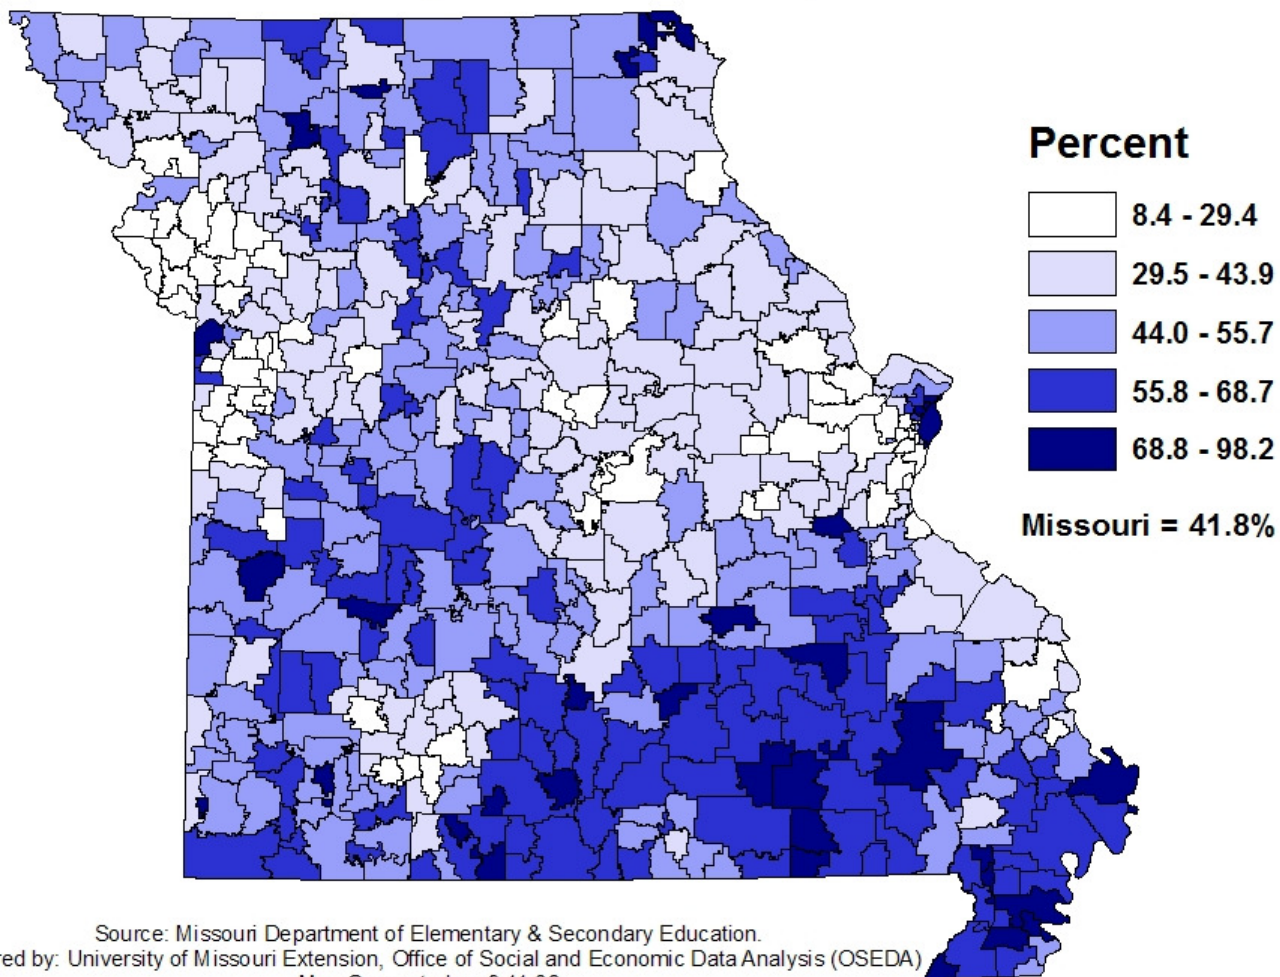 Percent
8.4 - 29.4
29.5 - 43.9
44.0 - 55.7
55.8 - 68.7
68.8 - 98.2
Missouri = 41.8%
Source: Missouri Department of Elementary & Secondary Education.
by: University of Missouri Extension, Office of Social and Economic Data Analysis (OSEDA)